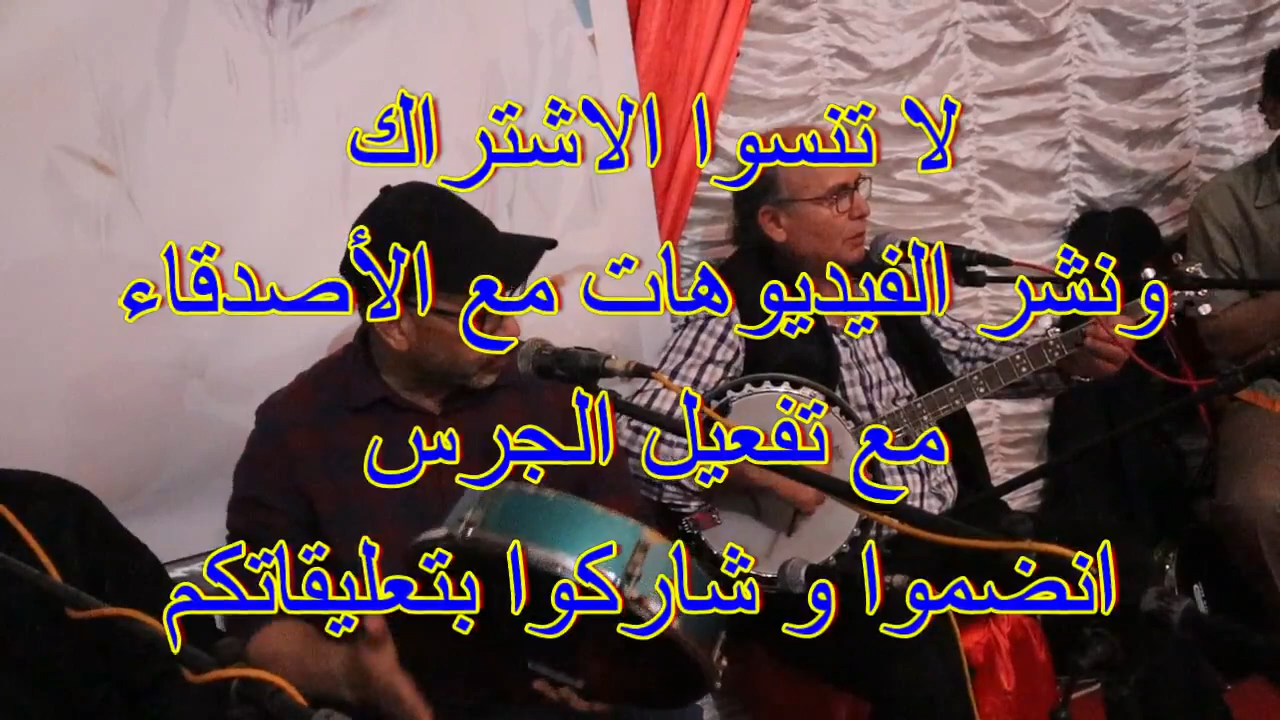 لا تنسوا الاشتراك
ونشر الفيديوهات مع الأصدقاء
مع تفعيل الجرس
انضموا و شاركوا بتعليقاتكم